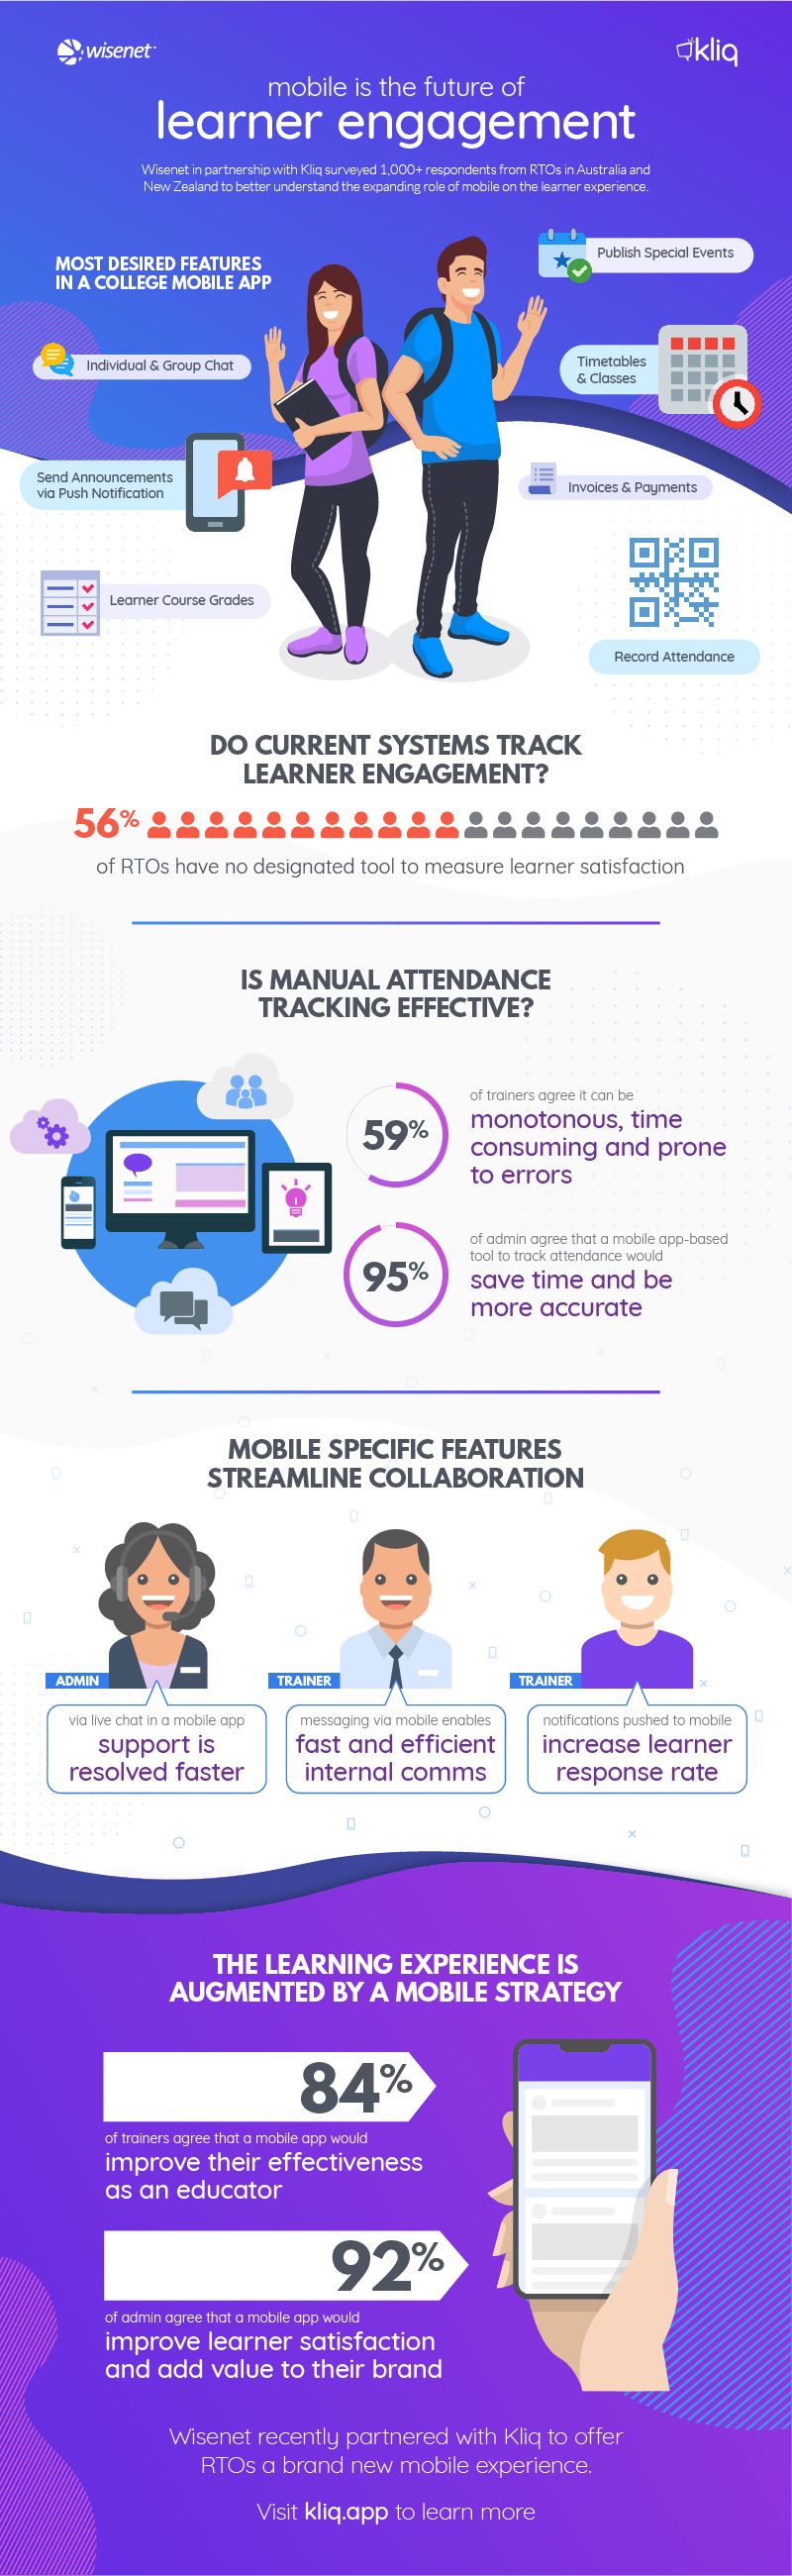 wisenet
kliq
mobile is the future of
learner engagement
Wisenet in partnership with Kliq surveyed 1,000+ respondents from RTOs in Australia and
New Zealand to better understand the expanding role of mobile on the learner experience.
MOST DESIRED FEATURES
IN A COLLEGE MOBILE APP
Publish Special Events
Individual & Group Chat
Timetables
& Classes
Send Announcements
via Push Notification
Invoices & Payments
Learner Course Grades
Record Attendance
DO CURRENT SYSTEMS TRACK
LEARNER ENGAGEMENT?
56%
of RTOs have no designated tool to measure learner satisfaction
IS MANUAL ATTENDANCE
TRACKING EFFECTIVE?
59%
of trainers agree it can be
monotonous, time
consuming and prone
to errors
95%
of admin agree that a mobile app-based
tool to track attendance would
save time and be
more accurate
MOBILE SPECIFIC FEATURES
STREAMLINE COLLABORATION
ADMIN
via live chat in a mobile app
support is
resolved faster
TRAINER
messaging via mobile enables
fast and efficient
internal comms
TRAINER
notifications pushed to mobile
increase learner
response rate
THE LEARNING EXPERIENCE IS
AUGMENTED BY A MOBILE STRATEGY
84%
of trainers agree that a mobile app would
improve their effectiveness
as an educator
92%
of admin agree that a mobile app would
improve learner satisfaction
and add value to their brand
Wisenet recently partnered with Kliq to offer
RTOs a brand new mobile experience.
Visit kliq.app to learn more